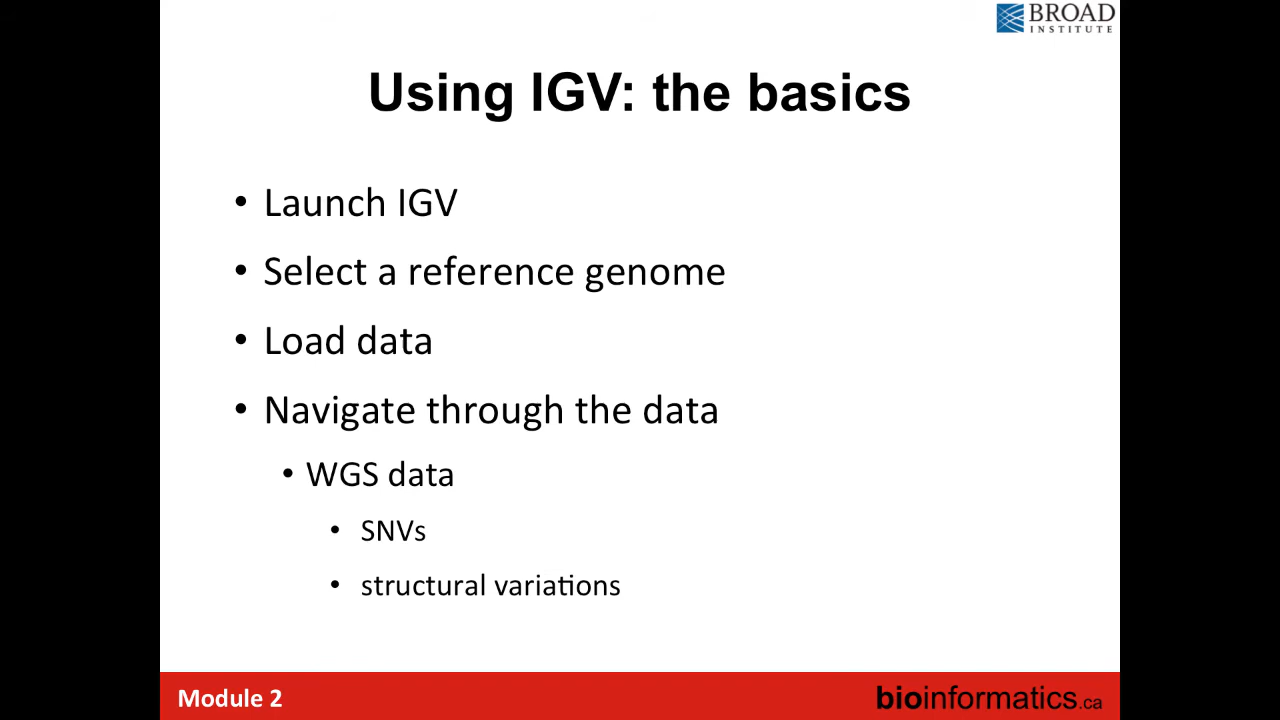 BROAD
INSTITUTE
Using IGV: the basics
• Launch IGV
• Select a reference genome
• Load data
• Navigate through the data
• WGS data
• SNVs
• structural variations
Module 2
bioinformatics.ca